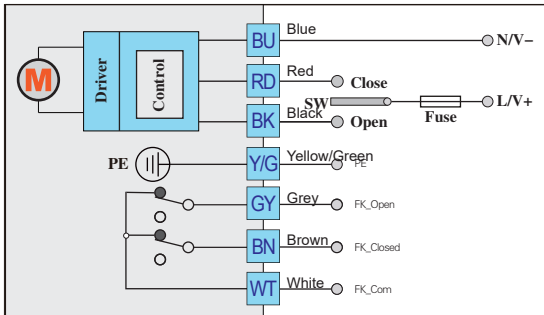 BU Blue N/V−
M Driver Control RD Red Close
SW L/V+
BK Black Open Fuse
PE Y/G Yellow/Green PE
GY Grey FK_Open
BN Brown FK_Closed
WT White FK_Com